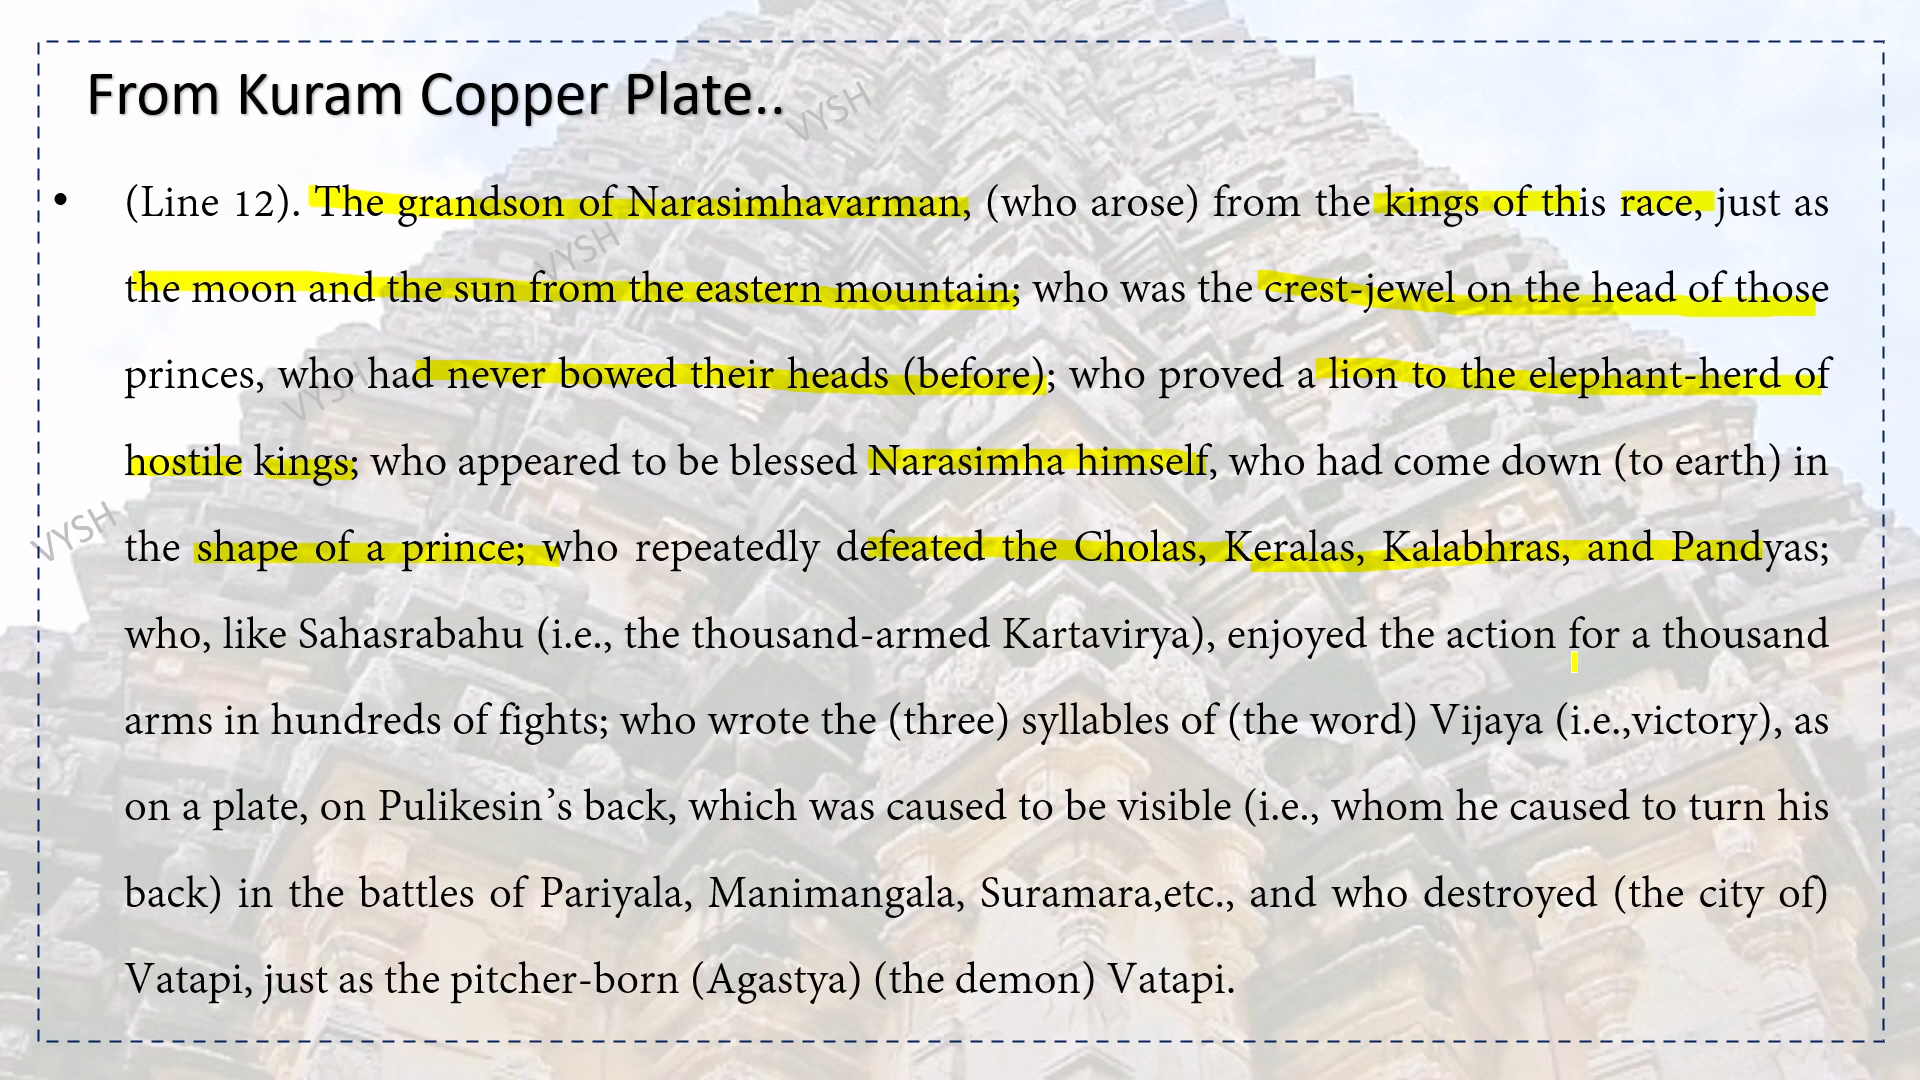 From Kuram Copper Plate..
VYSH
• (Line 12). The grandson of Narasimhavarman, (who arose) from the kings of this race, just as
VYSH
the moon and the sun from the eastern mountain; who was the crest-jewel on the head of those
princes, who had never bowed their heads (before); who proved a lion to the elephant-herd of
VYSH
hostile kings; who appeared to be blessed Narasimha himself, who had come down (to earth) in
VYSH
the shape of a prince; who repeatedly defeated the Cholas, Keralas, Kalabhras, and Pandyas;
who, like Sahasrabahu (i.e., the thousand-armed Kartavirya), enjoyed the action for a thousand
arms in hundreds of fights; who wrote the (three) syllables of (the word) Vijaya (i.e.,victory), as
on a plate, on Pulikesin’s back, which was caused to be visible (i.e., whom he caused to turn his
back) in the battles of Pariyala, Manimangala, Suramara,etc., and who destroyed (the city of)
Vatapi, just as the pitcher-born (Agastya) (the demon) Vatapi.